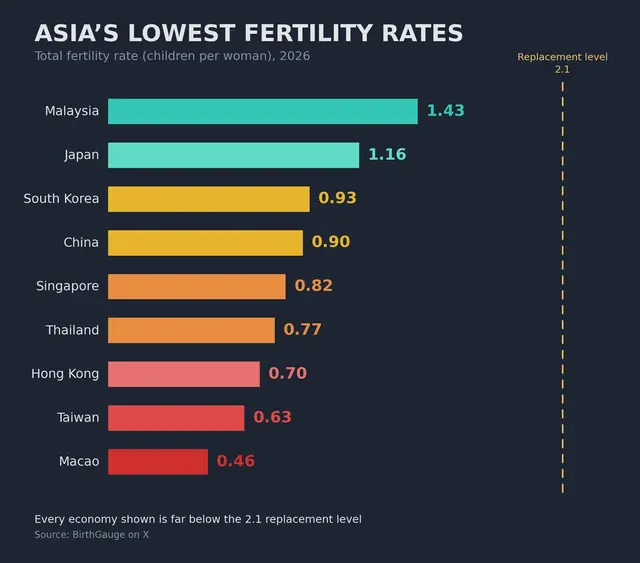 ASIA'S LOWEST FERTILITY RATES
Total fertility rate (children per woman), 2026
Replacement level
2.1
Malaysia 1.43
Japan 1.16
South Korea 0.93
China 0.90
Singapore 0.82
Thailand 0.77
Hong Kong 0.70
Taiwan 0.63
Macao 0.46
Every economy shown is far below the 2.1 replacement level
Source: BirthGauge on X